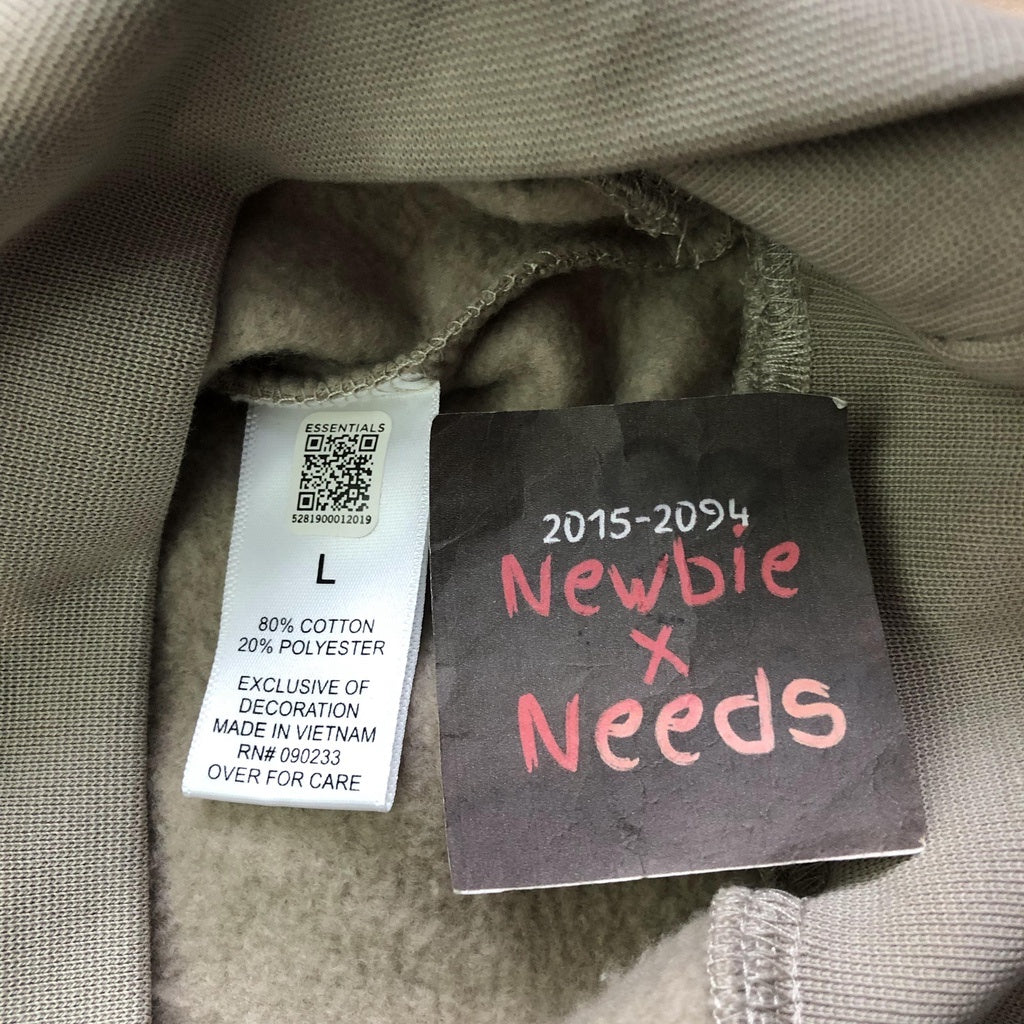 ESSENTIALS
5281900012019
L
80% COTTON
20% POLYESTER
EXCLUSIVE OF
DECORATION
MADE IN VIETNAM
RN# 090233
OVER FOR CARE
2015-2094
Newbie
x
Needs